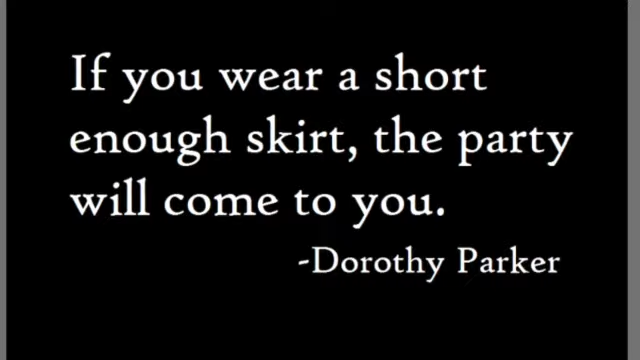 If you wear a short
enough skirt, the party
will come to you.
-Dorothy Parker